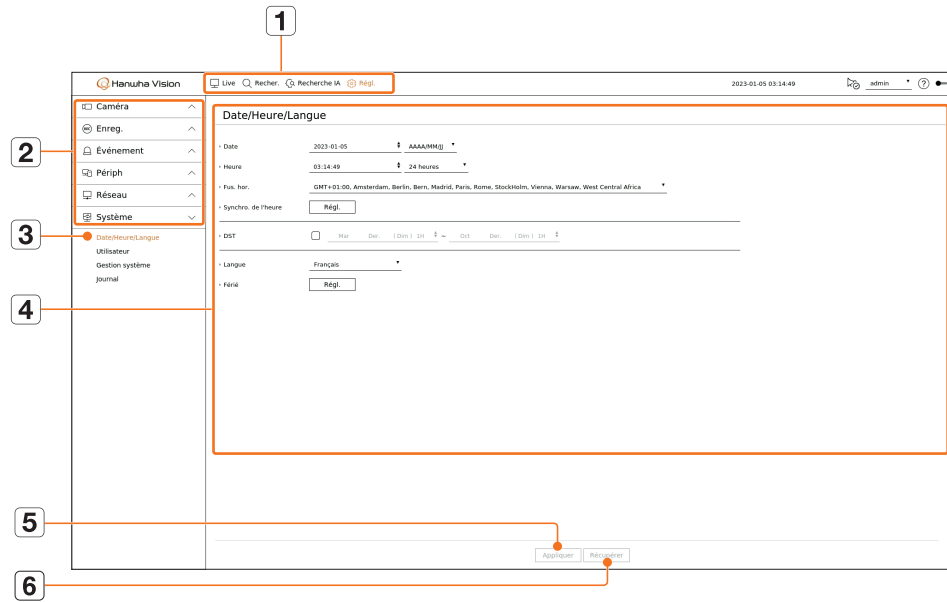 1
Hanwha Vision Live Recher. Recherche IA Régl. 2023-01-05 03:14:49 admin ?
2
Caméra
REC Enreg.
Événement
Périph
Réseau
Système
3
Date/Heure/Langue
Utilisateur
Gestion système
Journal
4
Date/Heure/Langue
Date 2023-01-05 AAAA/MM/JJ
Heure 03:14:49 24 heures
Fus. hor. GMT+01:00, Amsterdam, Berlin, Bern, Madrid, Paris, Rome, StockHolm, Vienna, Warsaw, West Central Africa
Synchro. de l'heure Régl.
DST Mar Der. (Dim) 1H – Oct Der. (Dim) 1H
Langue Français
Férié Régl.
5
Appliquer Récupérer
6